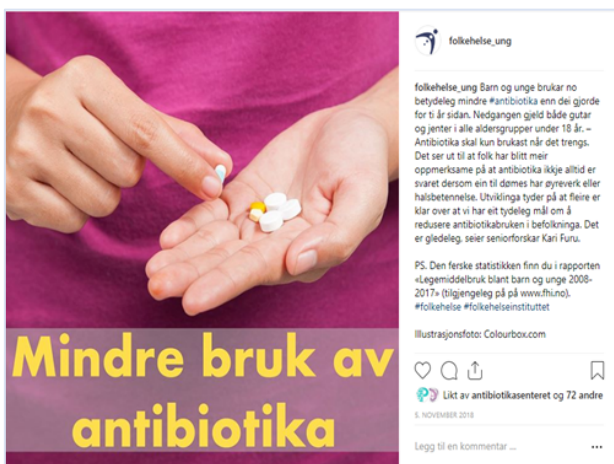 Mindre bruk av
antibiotika
folkehelse_ung
folkehelse_ung Barn og unge brukar no
betydeleg mindre #antibiotika enn dei gjorde
for ti år sidan. Nedgangen gjeld både gutar
og jenter i alle aldersgrupper under 18 år. –
Antibiotika skal kun brukast når det trengs.
Det ser ut til at folk har blitt meir
oppmerksame på at antibiotika ikkje alltid er
svaret dersom ein til dømes har øyreverk eller
halsbetennelse. Utviklinga tyder på at fleire er
klar over at vi har eit tydeleg mål om å
redusere antibiotikabruken i befolkninga. Det
er gledeleg, seier seniorforskar Kari Furu.
PS. Den ferske statistikken finn du i rapporten
«Legemiddelbruk blant barn og unge 2008-
2017» (tilgjengeleg på på www.fhi.no).
#folkehelse #folkehelseinstituttet
Illustrasjonsfoto: Colourbox.com
Likt av antibiotikasenteret og 72 andre
5. NOVEMBER 2018
Legg til en kommentar ...